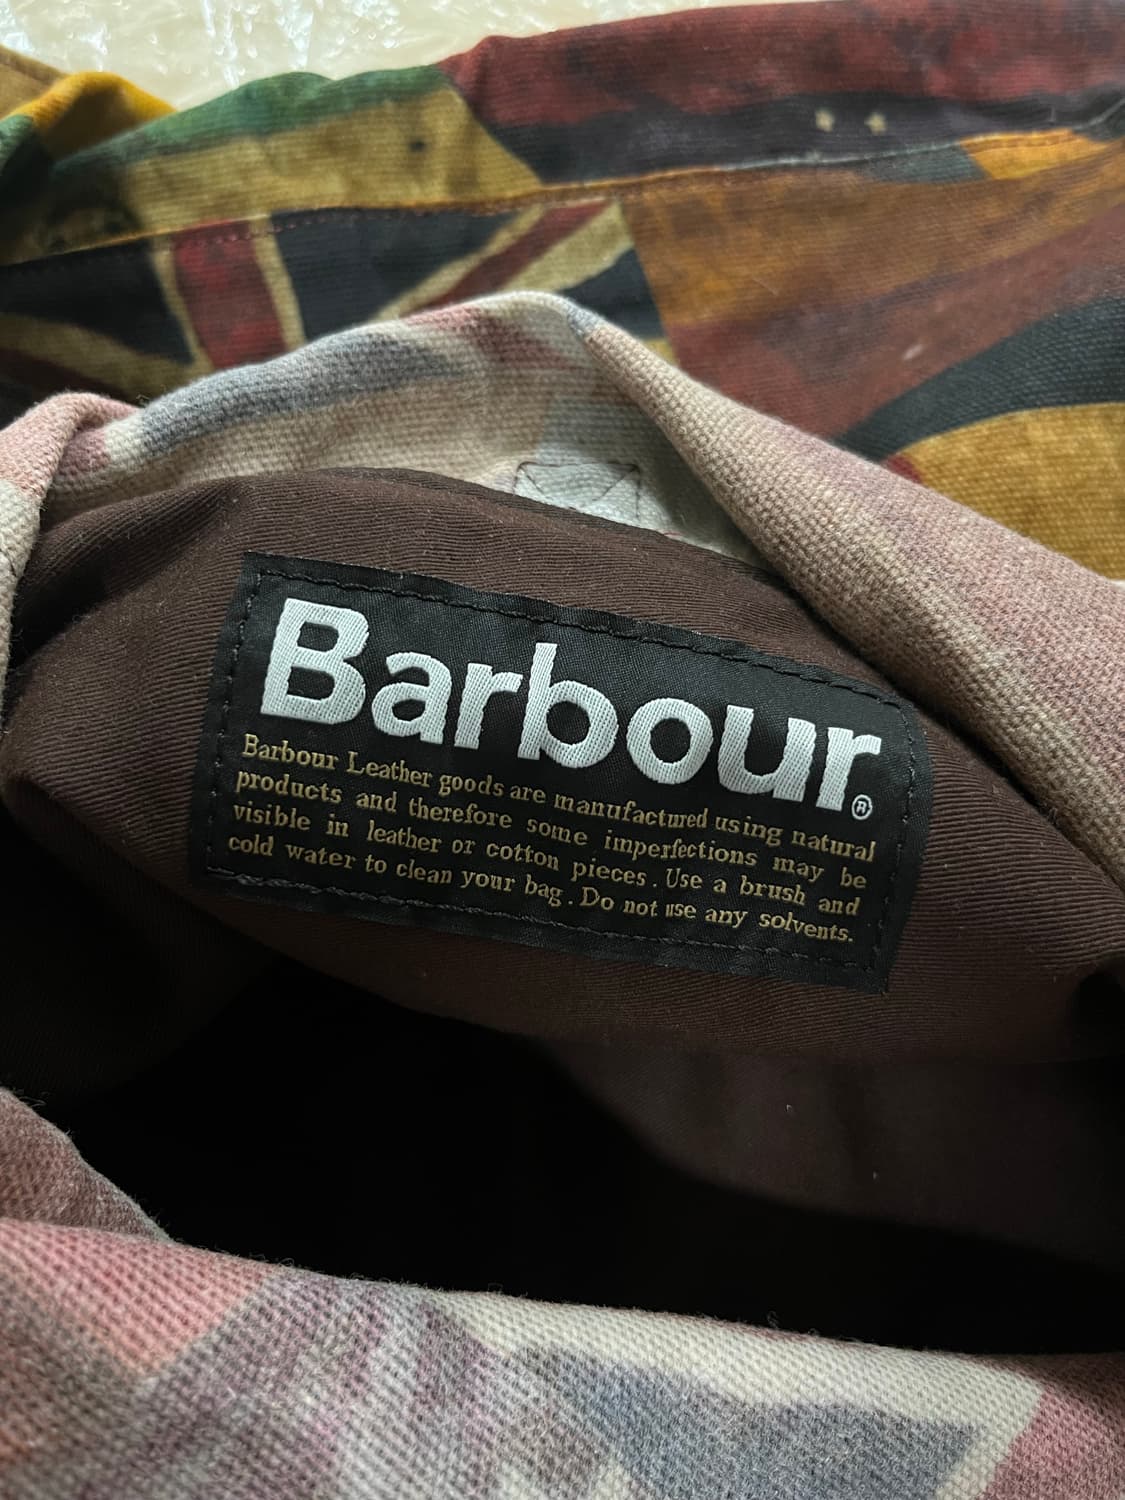 Barbour®
Barbour Leather goods are manufactured using natural
products and therefore some imperfections may be
visible in leather or cotton pieces. Use a brush and
cold water to clean your bag. Do not use any solvents.